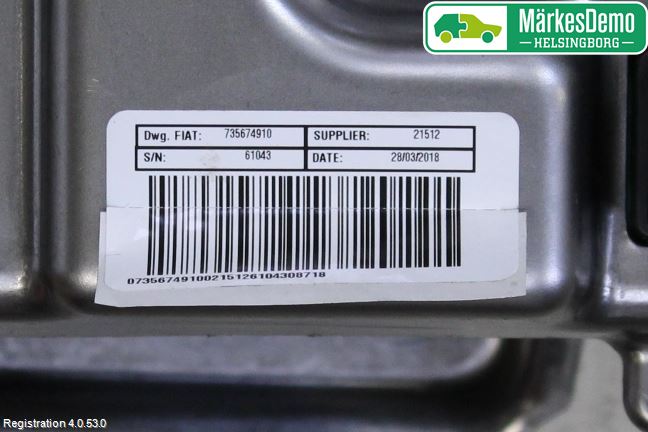 MärkesDemo
HELSINGBORG
Dwg. FIAT: 735674910 SUPPLIER: 21512
S/N: 61043 DATE: 28/03/2018
07356749100215126104308718
Registration 4.0.53.0